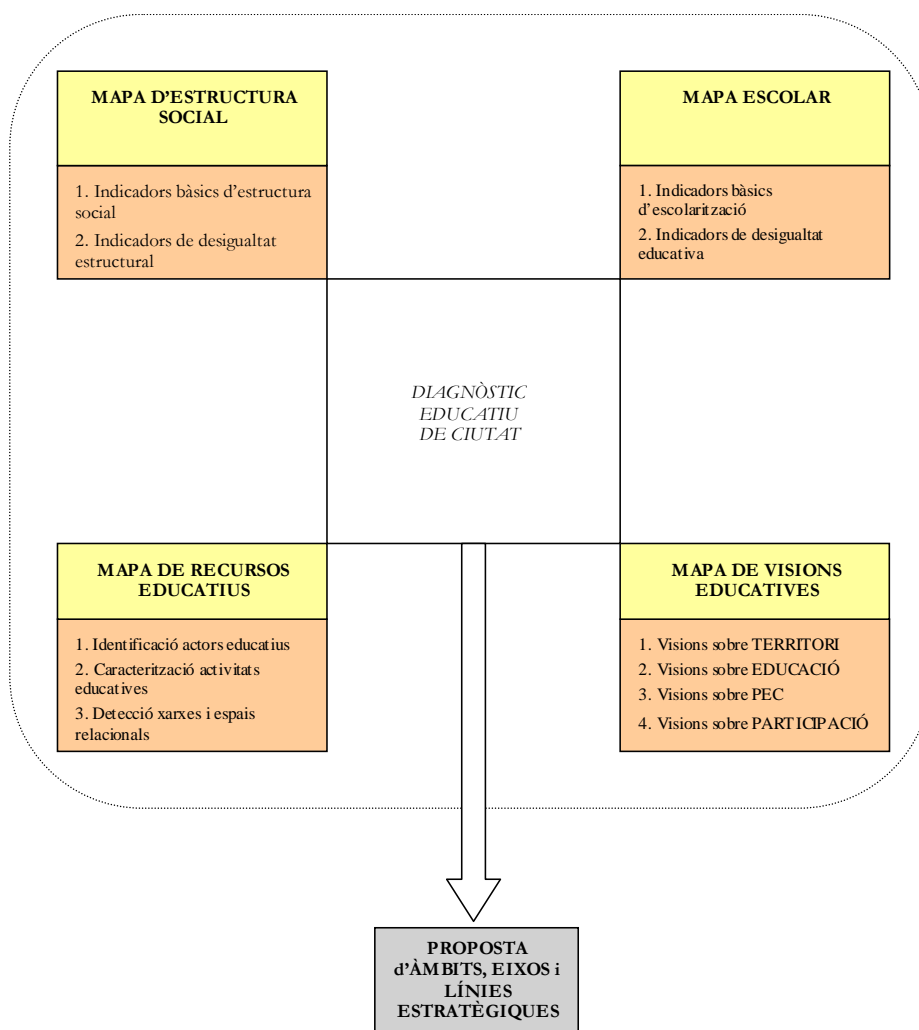 MAPA D'ESTRUCTURA
SOCIAL
1. Indicadors bàsics d'estructura
social
2. Indicadors de desigualtat
estructural
MAPA ESCOLAR
1. Indicadors bàsics
d'escolarització
2. Indicadors de desigualtat
educativa
DIAGNÒSTIC
EDUCATIU
DE CIUTAT
MAPA DE RECURSOS
EDUCATIUS
1. Identificació actors educatius
2. Caracterització activitats
educatives
3. Detecció xarxes i espais
relacionals
MAPA DE VISIONS
EDUCATIVES
1. Visions sobre TERRITORI
2. Visions sobre EDUCACIÓ
3. Visions sobre PEC
4. Visions sobre PARTICIPACIÓ
PROPOSTA
d'ÀMBITS, EIXOS i
LÍNIES
ESTRATÈGIQUES